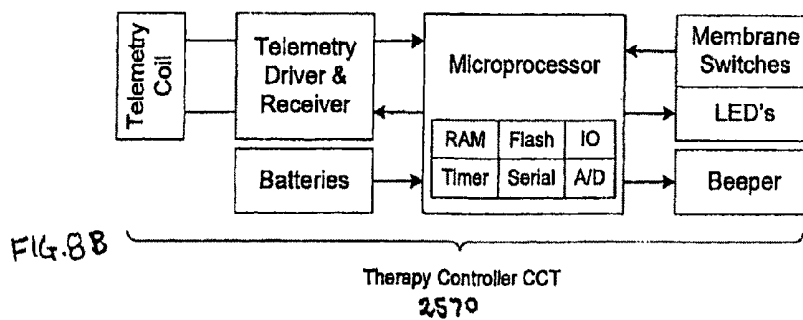 Telemetry
Coil
Telemetry
Driver &
Receiver
Batteries
Microprocessor
RAM Flash IO
Timer Serial A/D
Membrane
Switches
LED's
Beeper
FIG.8B
Therapy Controller CCT
2570